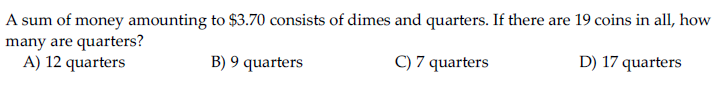 A sum of money amounting to $3.70 consists of dimes and quarters. If there are 19 coins in all, how
many are quarters?
A) 12 quarters B) 9 quarters C) 7 quarters D) 17 quarters